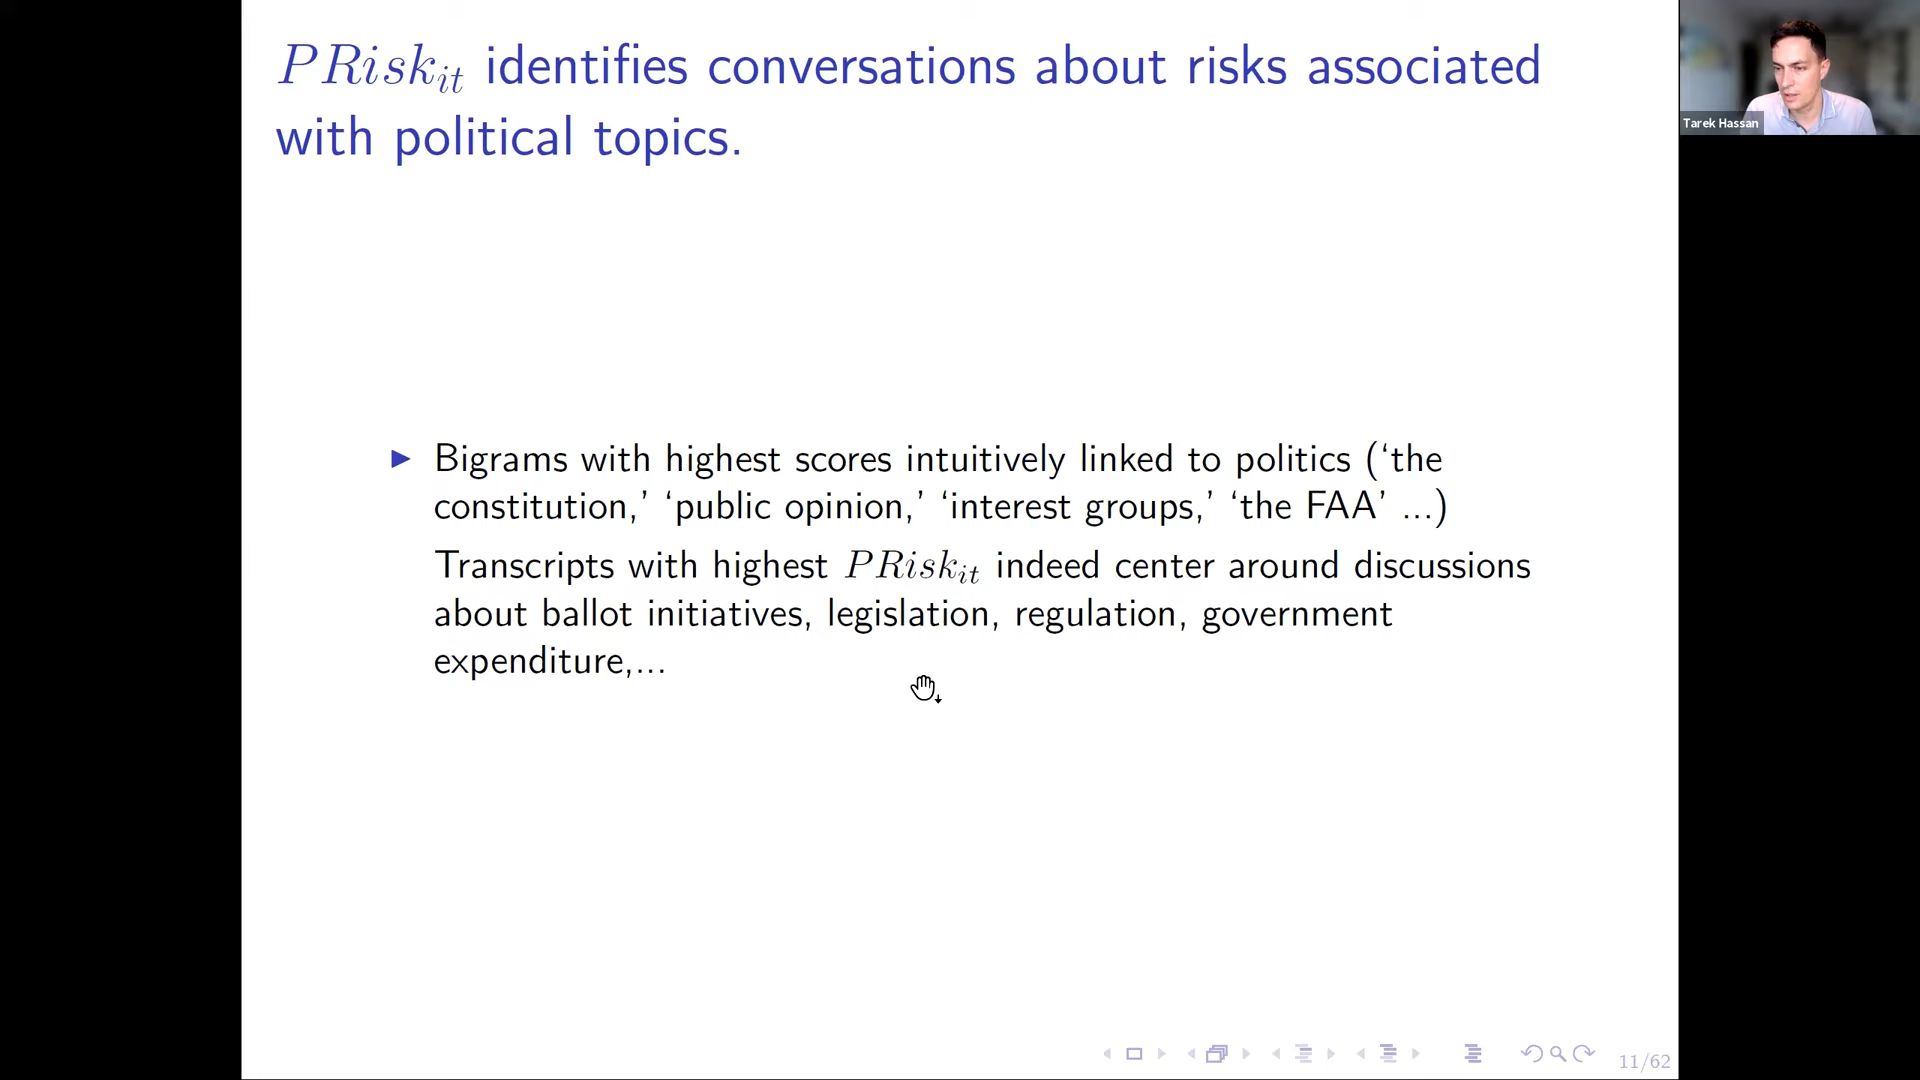 PRisk_it identifies conversations about risks associated
with political topics.
Tarek Hassan
▶ Bigrams with highest scores intuitively linked to politics (‘the
constitution,’ ‘public opinion,’ ‘interest groups,’ ‘the FAA’ ...)
Transcripts with highest PRisk_it indeed center around discussions
about ballot initiatives, legislation, regulation, government
expenditure,...
11/62